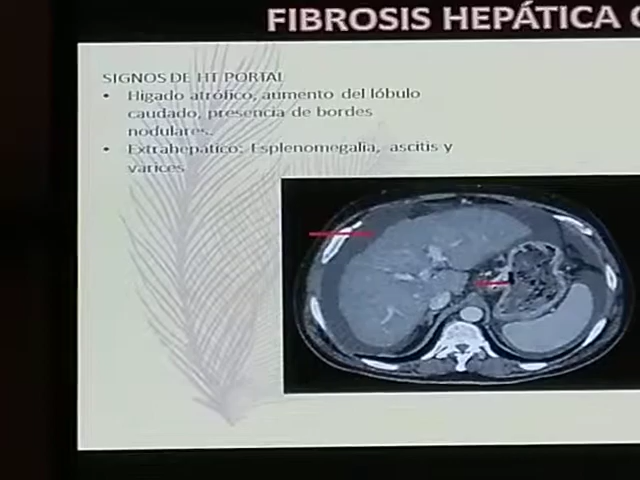 FIBROSIS HEPÁTICA C
SIGNOS DE HT PORTAL
• Higado atrófico, aumento del lóbulo
caudado, presencia de bordes
nodulares.
• Extrahepático: Esplenomegalia, ascitis y
varices